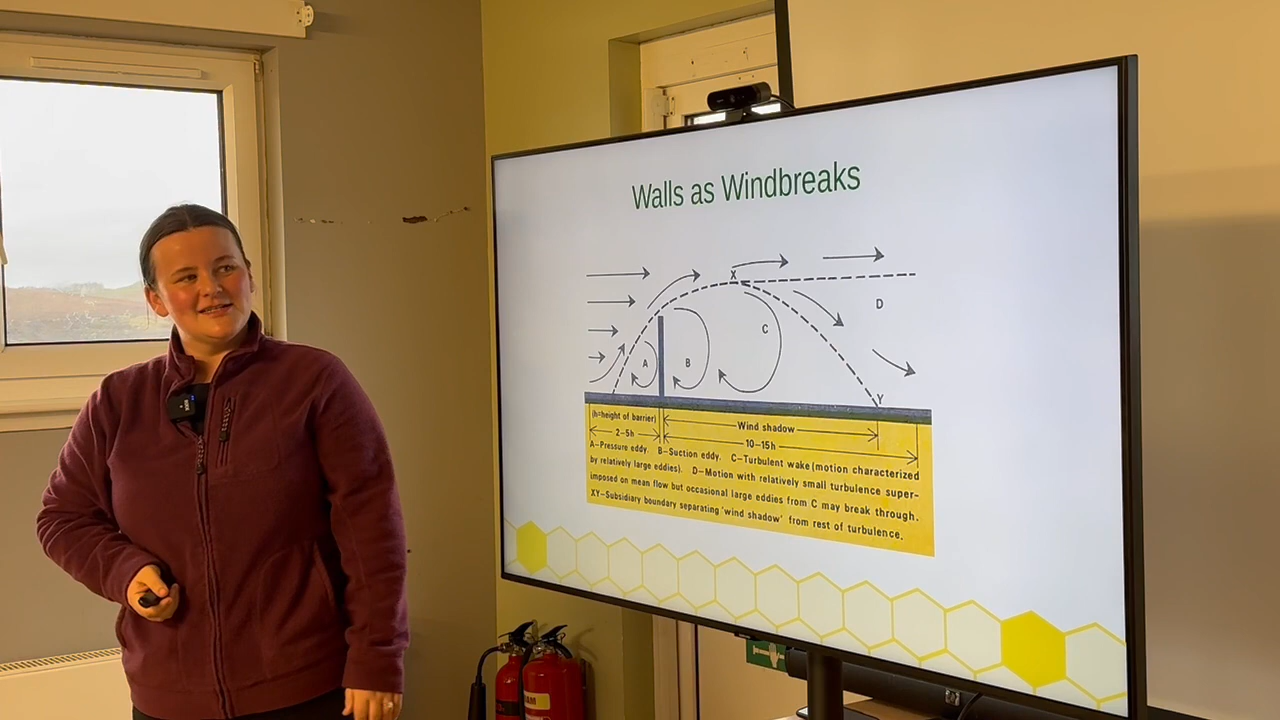 Walls as Windbreaks
X
D
C
A
B
Y
(h=height of barrier)
Wind shadow
2–5h
10–15h
A–Pressure eddy. B–Suction eddy. C–Turbulent wake (motion characterized
by relatively large eddies). D–Motion with relatively small turbulence super-
imposed on mean flow but occasional large eddies from C may break through.
XY–Subsidiary boundary separating 'wind shadow' from rest of turbulence.